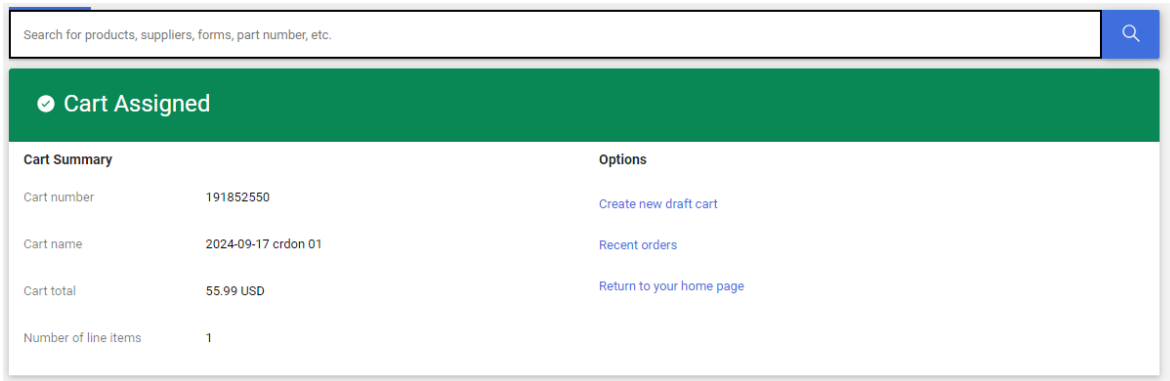 Search for products, suppliers, forms, part number, etc.
Cart Assigned
Cart Summary
Cart number 191852550
Cart name 2024-09-17 crdon 01
Cart total 55.99 USD
Number of line items 1
Options
Create new draft cart
Recent orders
Return to your home page